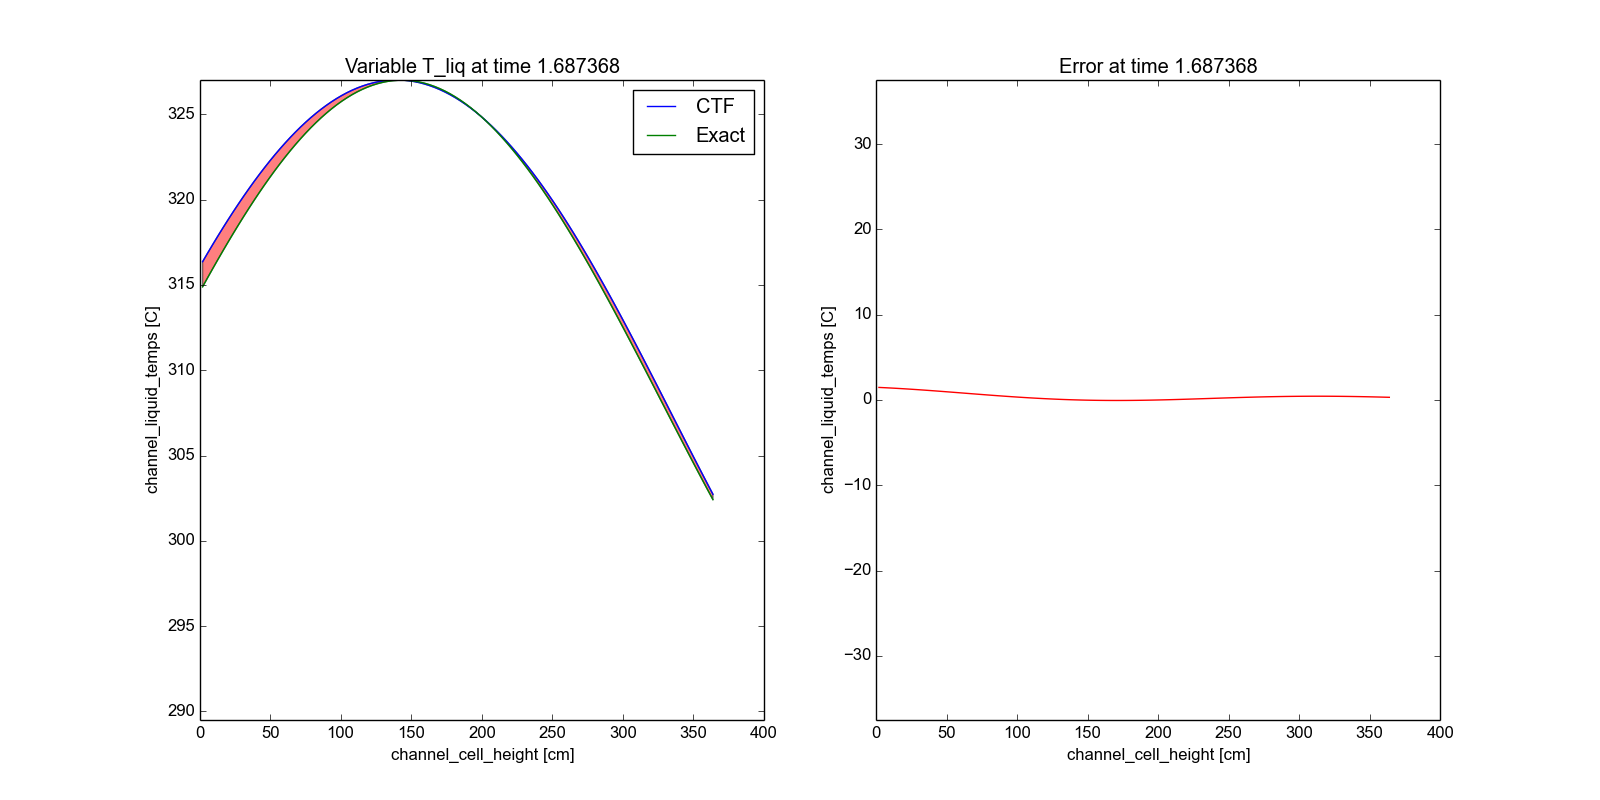 Variable T_liq at time 1.687368
325
320
315
310
305
300
295
290
0 50 100 150 200 250 300 350 400
channel_cell_height [cm]
channel_liquid_temps [C]
CTF
Exact
Error at time 1.687368
30
20
10
0
−10
−20
−30
0 50 100 150 200 250 300 350 400
channel_cell_height [cm]
channel_liquid_temps [C]